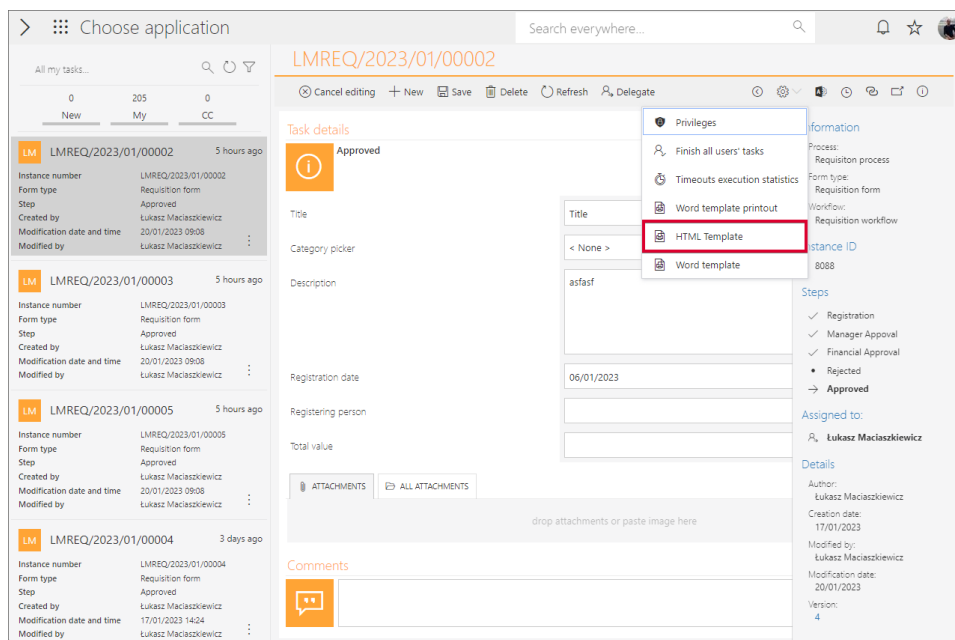 Choose application
Search everywhere...
All my tasks...
0
New
205
My
0
CC
LM
LMREQ/2023/01/00002
5 hours ago
Instance number LMREQ/2023/01/00002
Form type Requisition form
Step Approved
Created by Łukasz Maciaszkiewicz
Modification date and time 20/01/2023 09:08
Modified by Łukasz Maciaszkiewicz
LM
LMREQ/2023/01/00003
5 hours ago
Instance number LMREQ/2023/01/00003
Form type Requisition form
Step Approved
Created by Łukasz Maciaszkiewicz
Modification date and time 20/01/2023 09:08
Modified by Łukasz Maciaszkiewicz
LM
LMREQ/2023/01/00005
5 hours ago
Instance number LMREQ/2023/01/00005
Form type Requisition form
Step Approved
Created by Łukasz Maciaszkiewicz
Modification date and time 20/01/2023 09:08
Modified by Łukasz Maciaszkiewicz
LM
LMREQ/2023/01/00004
3 days ago
Instance number LMREQ/2023/01/00004
Form type Requisition form
Step Approved
Created by Łukasz Maciaszkiewicz
Modification date and time 17/01/2023 14:24
Modified by Łukasz Maciaszkiewicz
LMREQ/2023/01/00002
Cancel editing New Save Delete Refresh Delegate
Task details
Approved
Title Title
Category picker < None >
Description asfasf
Registration date 06/01/2023
Registering person
Total value
ATTACHMENTS ALL ATTACHMENTS
drop attachments or paste image here
Comments
Privileges
Finish all users' tasks
Timeouts execution statistics
Word template printout
HTML Template
Word template
formation
Process:
Requisiton process
Form type:
Requisition form
Workflow:
Requisition workflow
stance ID
8088
Steps
Registration
Manager Appoval
Financial Approval
Rejected
Approved
Assigned to:
Łukasz Maciaszkiewicz
Details
Author:
Łukasz Maciaszkiewicz
Creation date:
17/01/2023
Modified by:
Łukasz Maciaszkiewicz
Modification date:
20/01/2023
Version:
4